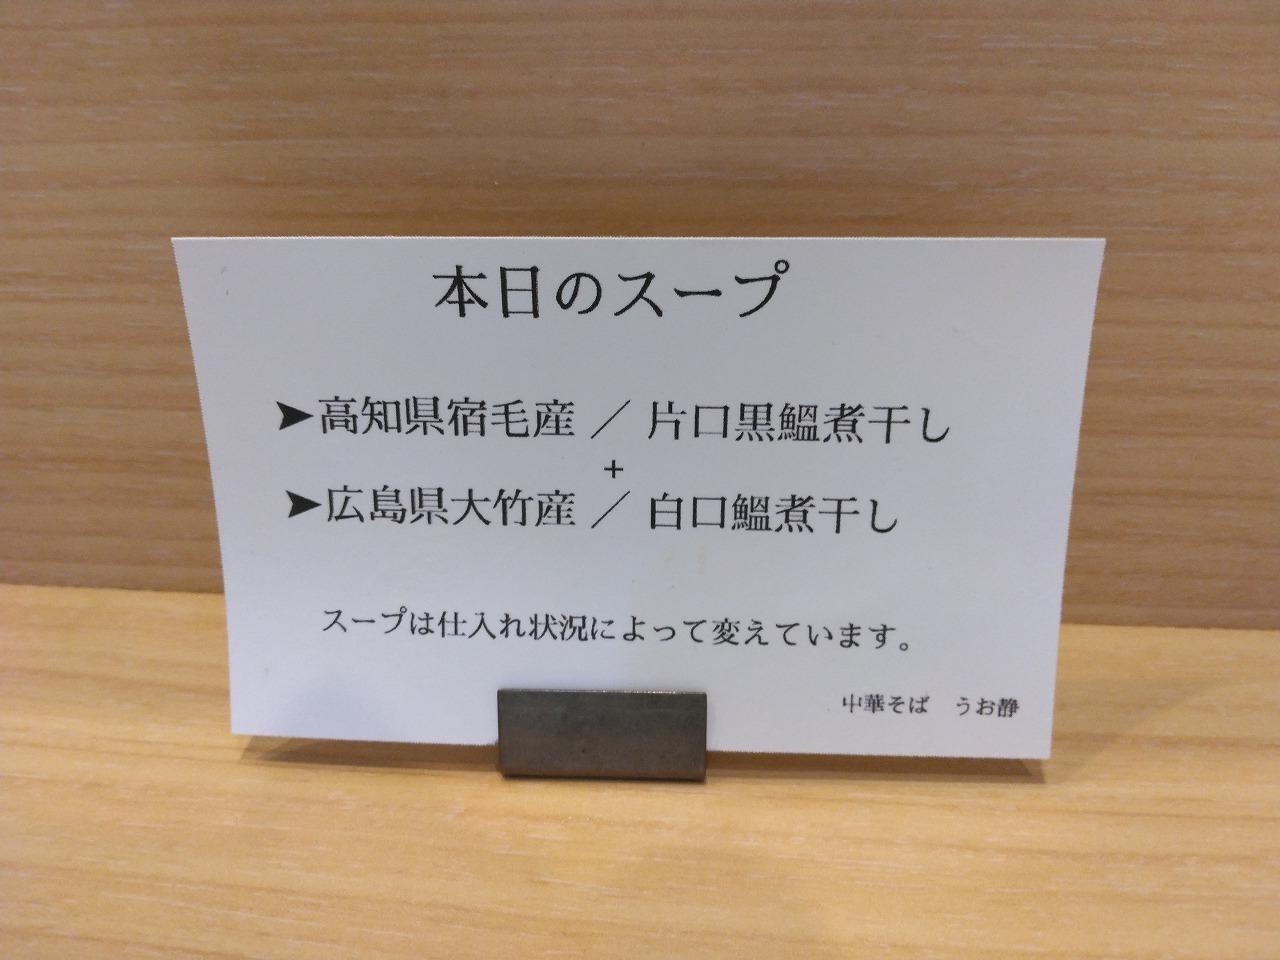 本日のスープ
➤高知県宿毛産 ／ 片口黒鰮煮干し
+
➤広島県大竹産 ／ 白口鰮煮干し
スープは仕入れ状況によって変えています。
中華そば　うお静